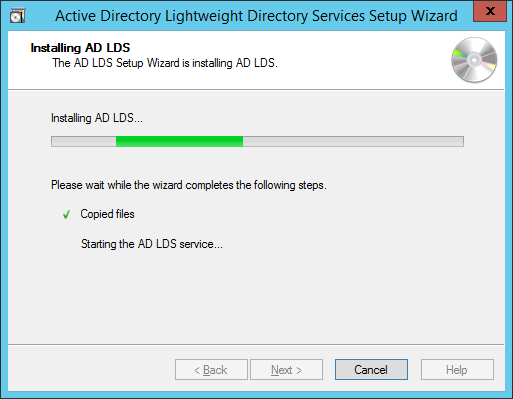 Active Directory Lightweight Directory Services Setup Wizard
x
Installing AD LDS
The AD LDS Setup Wizard is installing AD LDS.
Installing AD LDS...
Please wait while the wizard completes the following steps.
✓ Copied files
Starting the AD LDS service...
< Back Next > Cancel Help